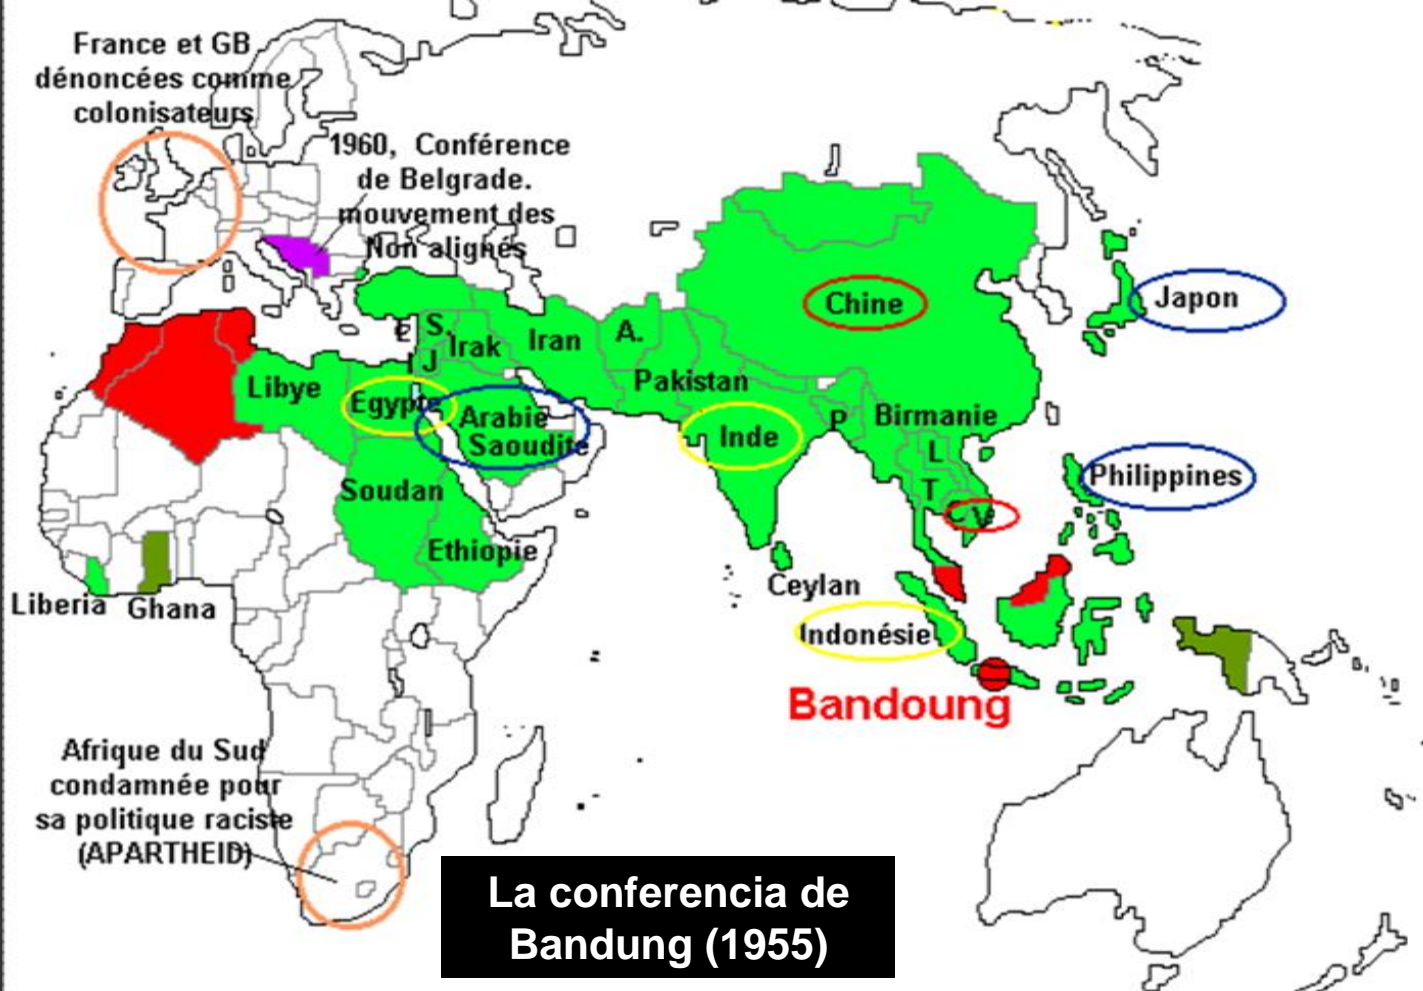 France et GB
dénoncées comme
colonisateurs
1960, Conférence
de Belgrade.
mouvement des
Non alignés
Chine
Japon
S.
Irak
Iran
A.
J
Pakistan
Libye
Egypte
Arabie
Saoudite
Inde
P
Birmanie
L
T
C
V
Philippines
Soudan
Ethiopie
Liberia
Ghana
Ceylan
Indonésie
Bandoung
Afrique du Sud
condamnée pour
sa politique raciste
(APARTHEID)
La conferencia de
Bandung (1955)